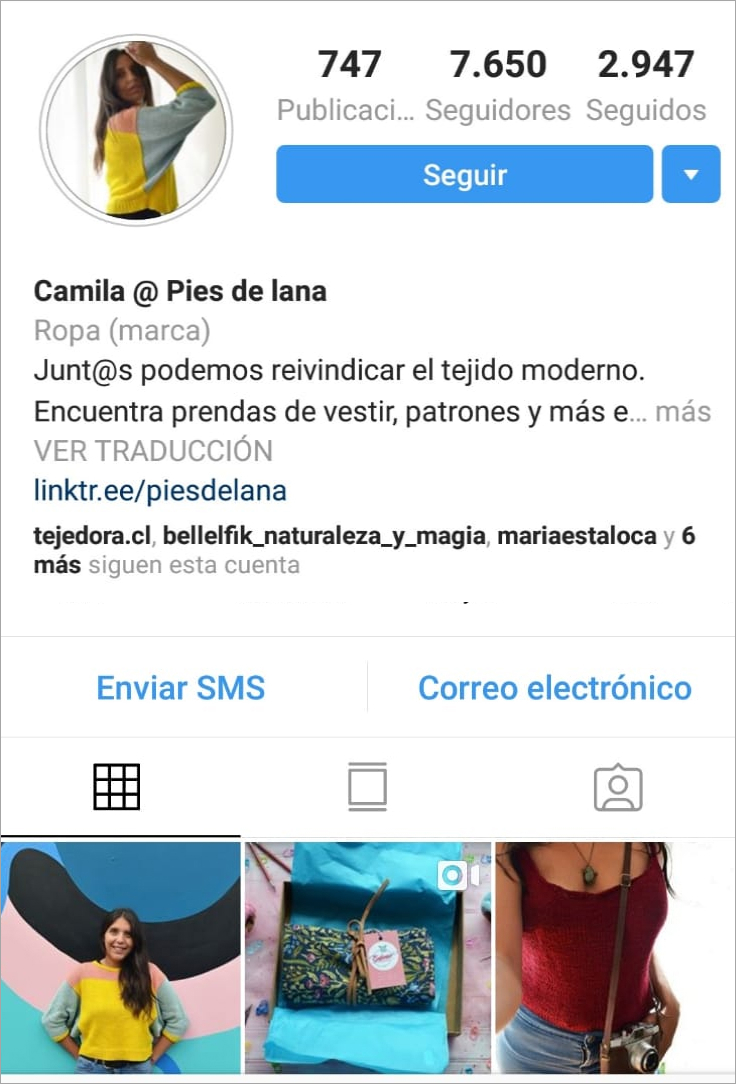 747 7.650 2.947
Publicaci... Seguidores Seguidos
Seguir
Camila @ Pies de lana
Ropa (marca)
Junt@s podemos reivindicar el tejido moderno.
Encuentra prendas de vestir, patrones y más e... más
VER TRADUCCIÓN
linktr.ee/piesdelana
tejedora.cl, bellelfik_naturaleza_y_magia, mariaestaloca y 6
más siguen esta cuenta
Enviar SMS Correo electrónico